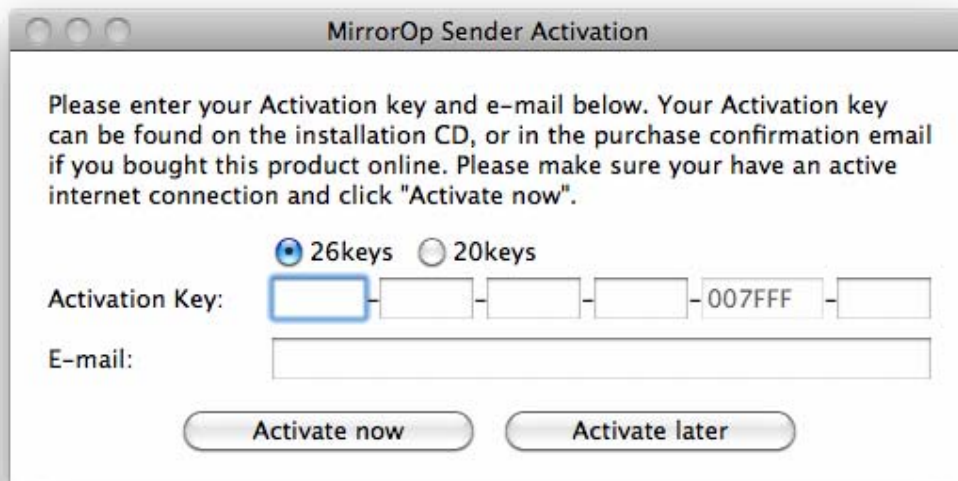 MirrorOp Sender Activation
Please enter your Activation key and e-mail below. Your Activation key
can be found on the installation CD, or in the purchase confirmation email
if you bought this product online. Please make sure your have an active
internet connection and click "Activate now".
26keys 20keys
Activation Key: - - - - 007FFF -
E-mail:
Activate now Activate later